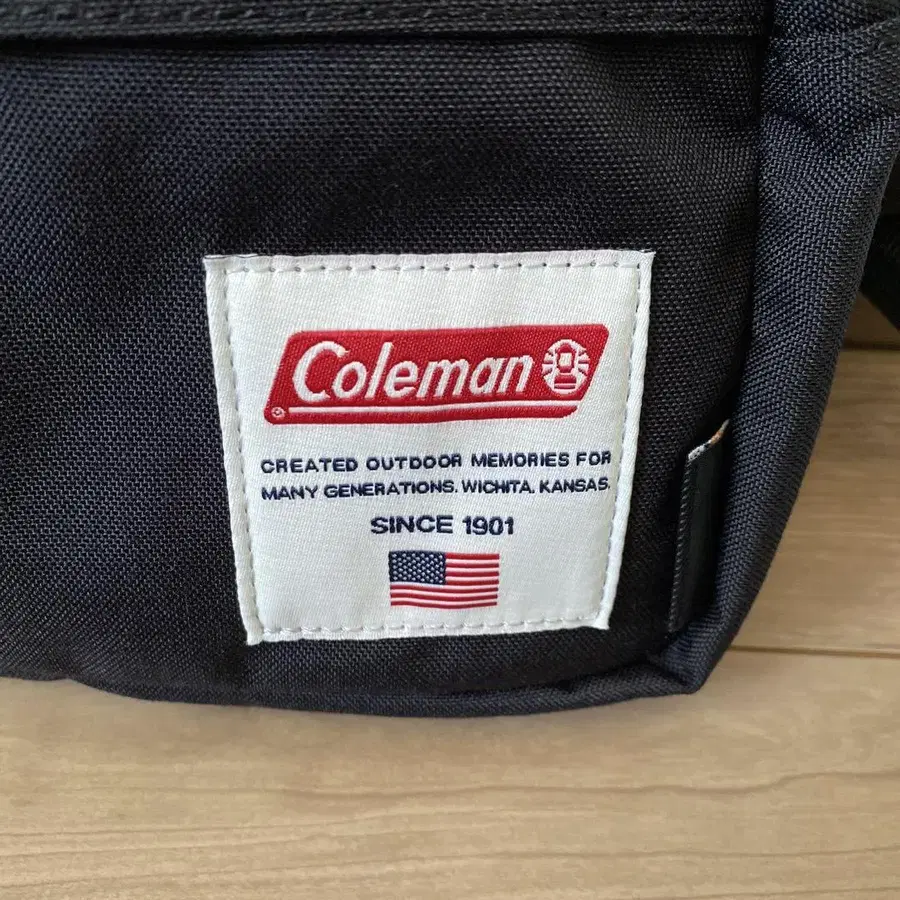 Coleman
®
CREATED OUTDOOR MEMORIES FOR
MANY GENERATIONS. WICHITA, KANSAS.
SINCE 1901